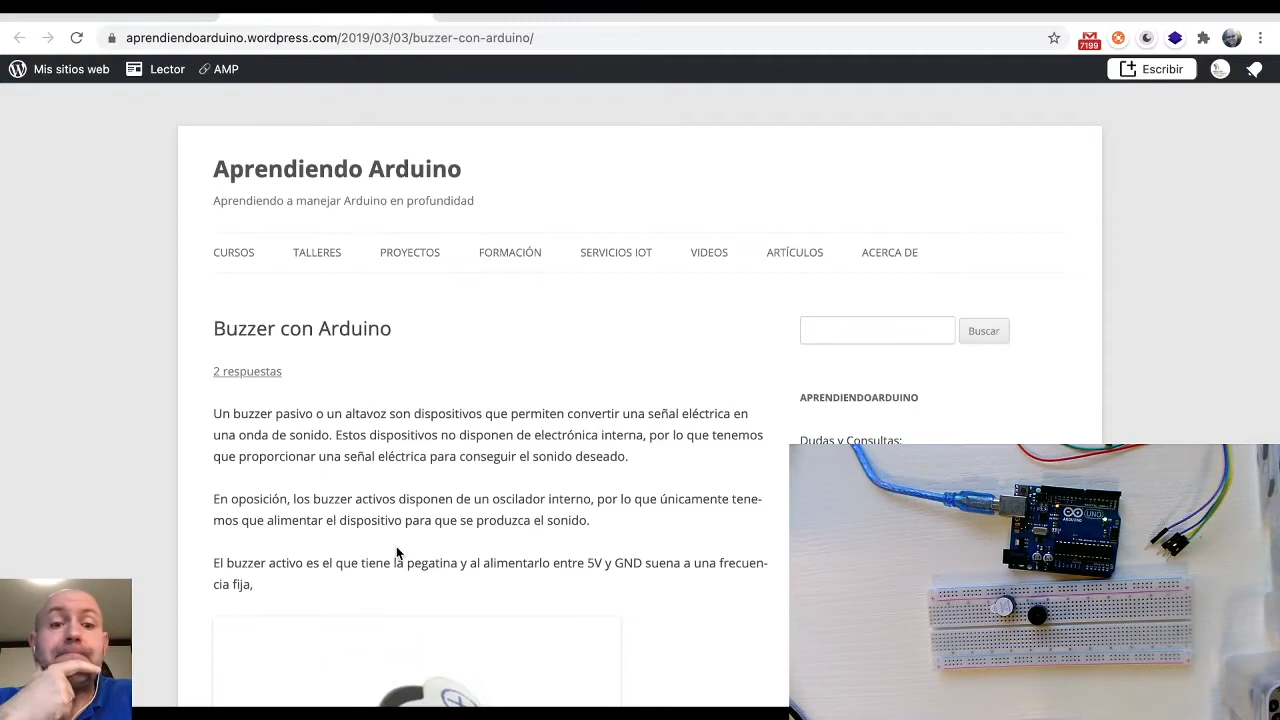 aprendiendoarduino.wordpress.com/2019/03/03/buzzer-con-arduino/
7199
Mis sitios web
Lector
AMP
Escribir
Aprendiendo Arduino
Aprendiendo a manejar Arduino en profundidad
CURSOS
TALLERES
PROYECTOS
FORMACIÓN
SERVICIOS IOT
VIDEOS
ARTÍCULOS
ACERCA DE
Buzzer con Arduino
2 respuestas
Un buzzer pasivo o un altavoz son dispositivos que permiten convertir una señal eléctrica en
una onda de sonido. Estos dispositivos no disponen de electrónica interna, por lo que tenemos
que proporcionar una señal eléctrica para conseguir el sonido deseado.
En oposición, los buzzer activos disponen de un oscilador interno, por lo que únicamente tene-
mos que alimentar el dispositivo para que se produzca el sonido.
El buzzer activo es el que tiene la pegatina y al alimentarlo entre 5V y GND suena a una frecuen-
cia fija,
Buscar
APRENDIENDOARDUINO
Dudas y Consultas:
UNO
ARDUINO